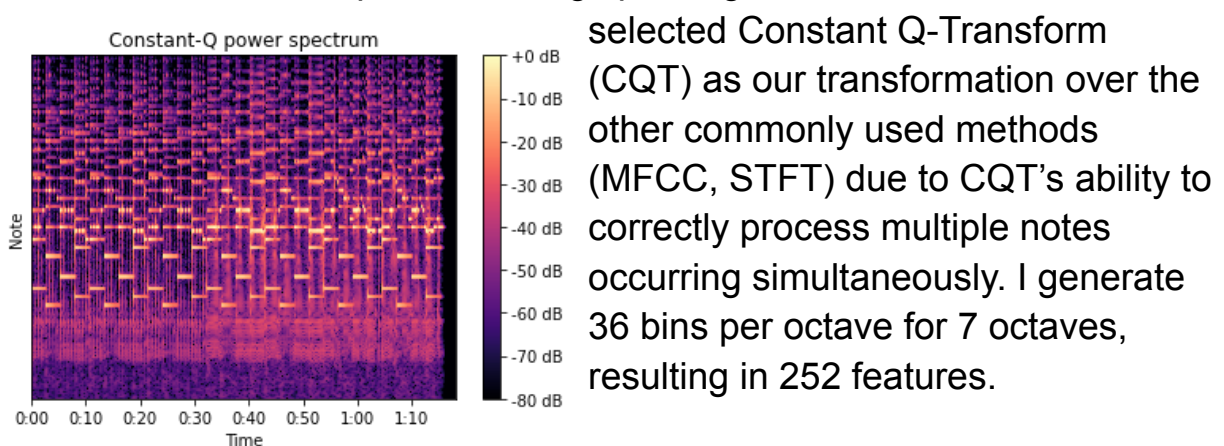 selected Constant Q-Transform
(CQT) as our transformation over the
other commonly used methods
(MFCC, STFT) due to CQT's ability to
correctly process multiple notes
occurring simultaneously. I generate
36 bins per octave for 7 octaves,
resulting in 252 features.
Constant-Q power spectrum
Note
+0 dB
-10 dB
-20 dB
-30 dB
-40 dB
-50 dB
-60 dB
-70 dB
-80 dB
0:00 0:10 0:20 0:30 0:40 0:50 1:00 1:10
Time